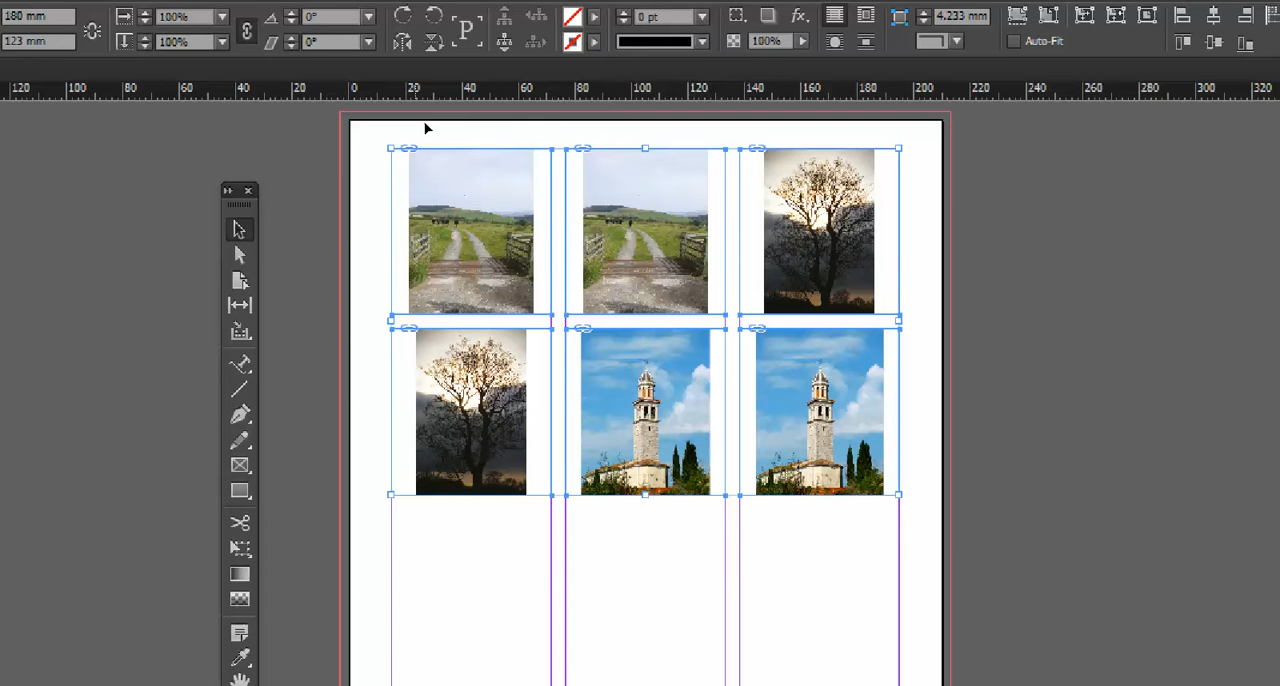 180 mm 100% 0° P 0 pt fx. 4.233 mm
123 mm 100% 0° 100% Auto-Fit
120 100 80 60 40 20 0 20 40 60 80 100 120 140 160 180 200 220 240 260 280 300 320